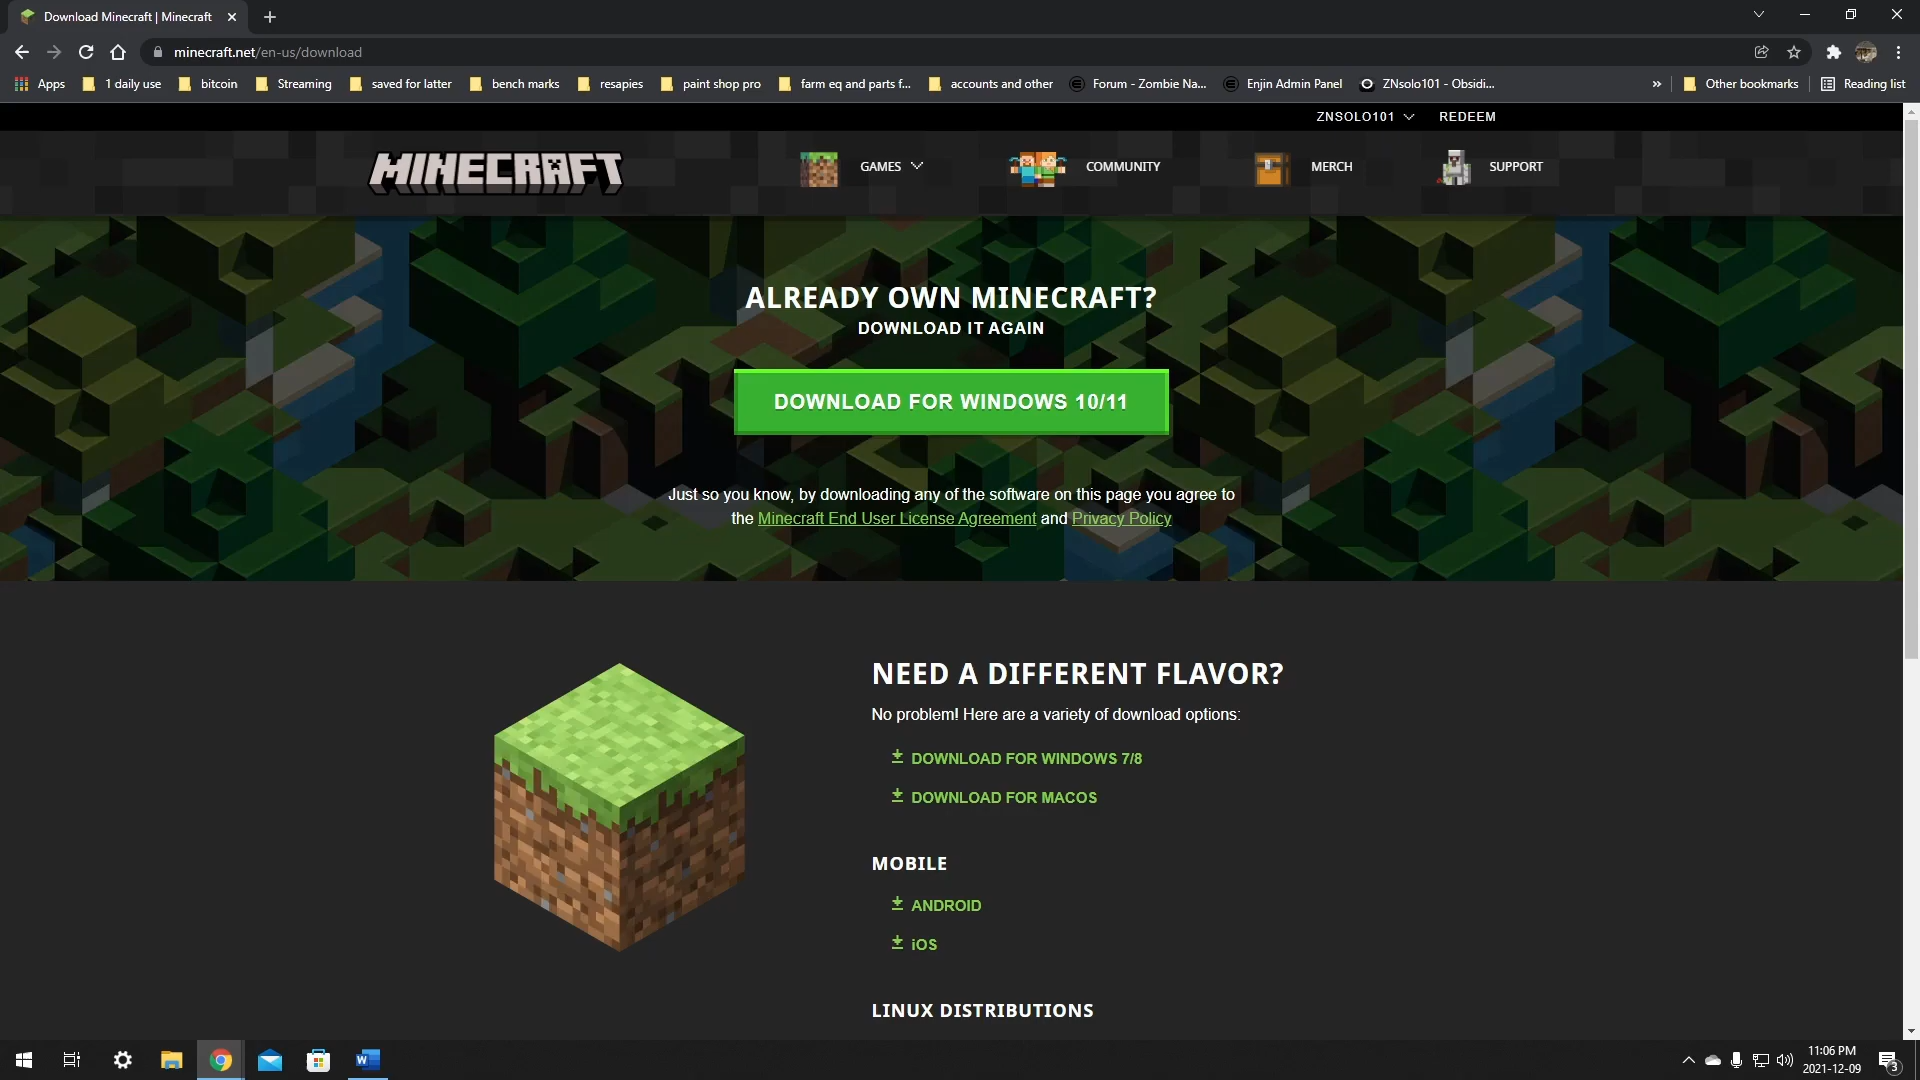 Download Minecraft | Minecraft
minecraft.net/en-us/download
Apps 1 daily use bitcoin Streaming saved for latter bench marks resapies paint shop pro farm eq and parts f... accounts and other Forum - Zombie Na... Enjin Admin Panel ZNsolo101 - Obsidi... » Other bookmarks Reading list
ZNSOLO101 REDEEM
MINECRAFT GAMES COMMUNITY MERCH SUPPORT
ALREADY OWN MINECRAFT?
DOWNLOAD IT AGAIN
DOWNLOAD FOR WINDOWS 10/11
Just so you know, by downloading any of the software on this page you agree to
the Minecraft End User License Agreement and Privacy Policy
NEED A DIFFERENT FLAVOR?
No problem! Here are a variety of download options:
DOWNLOAD FOR WINDOWS 7/8
DOWNLOAD FOR MACOS
MOBILE
ANDROID
iOS
LINUX DISTRIBUTIONS
W
11:06 PM
2021-12-09
3